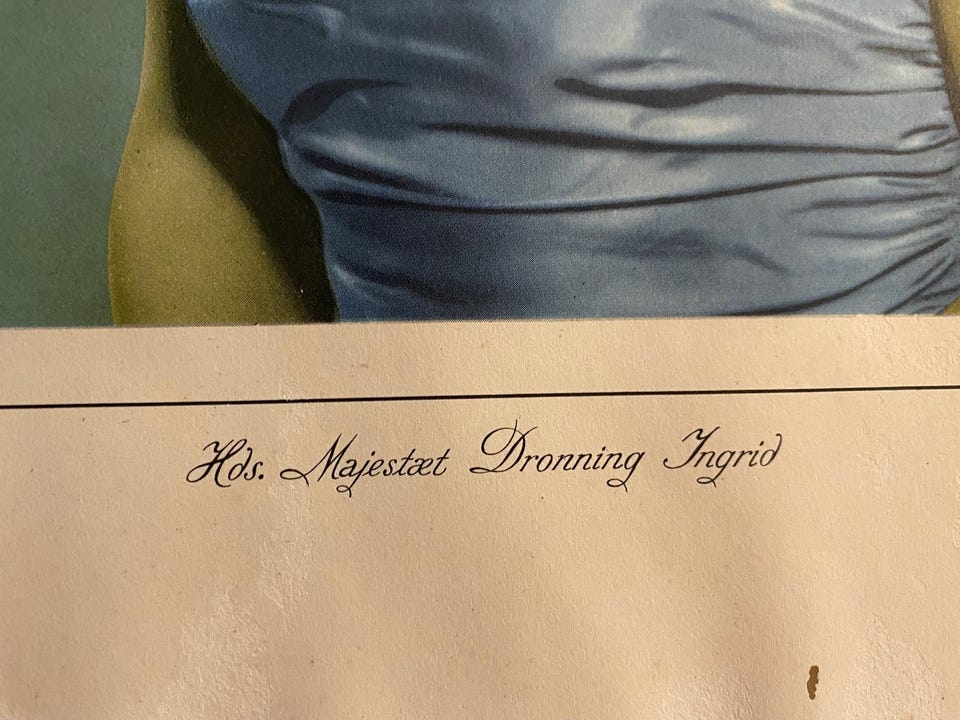 Hds. Majestæt Dronning Ingrid